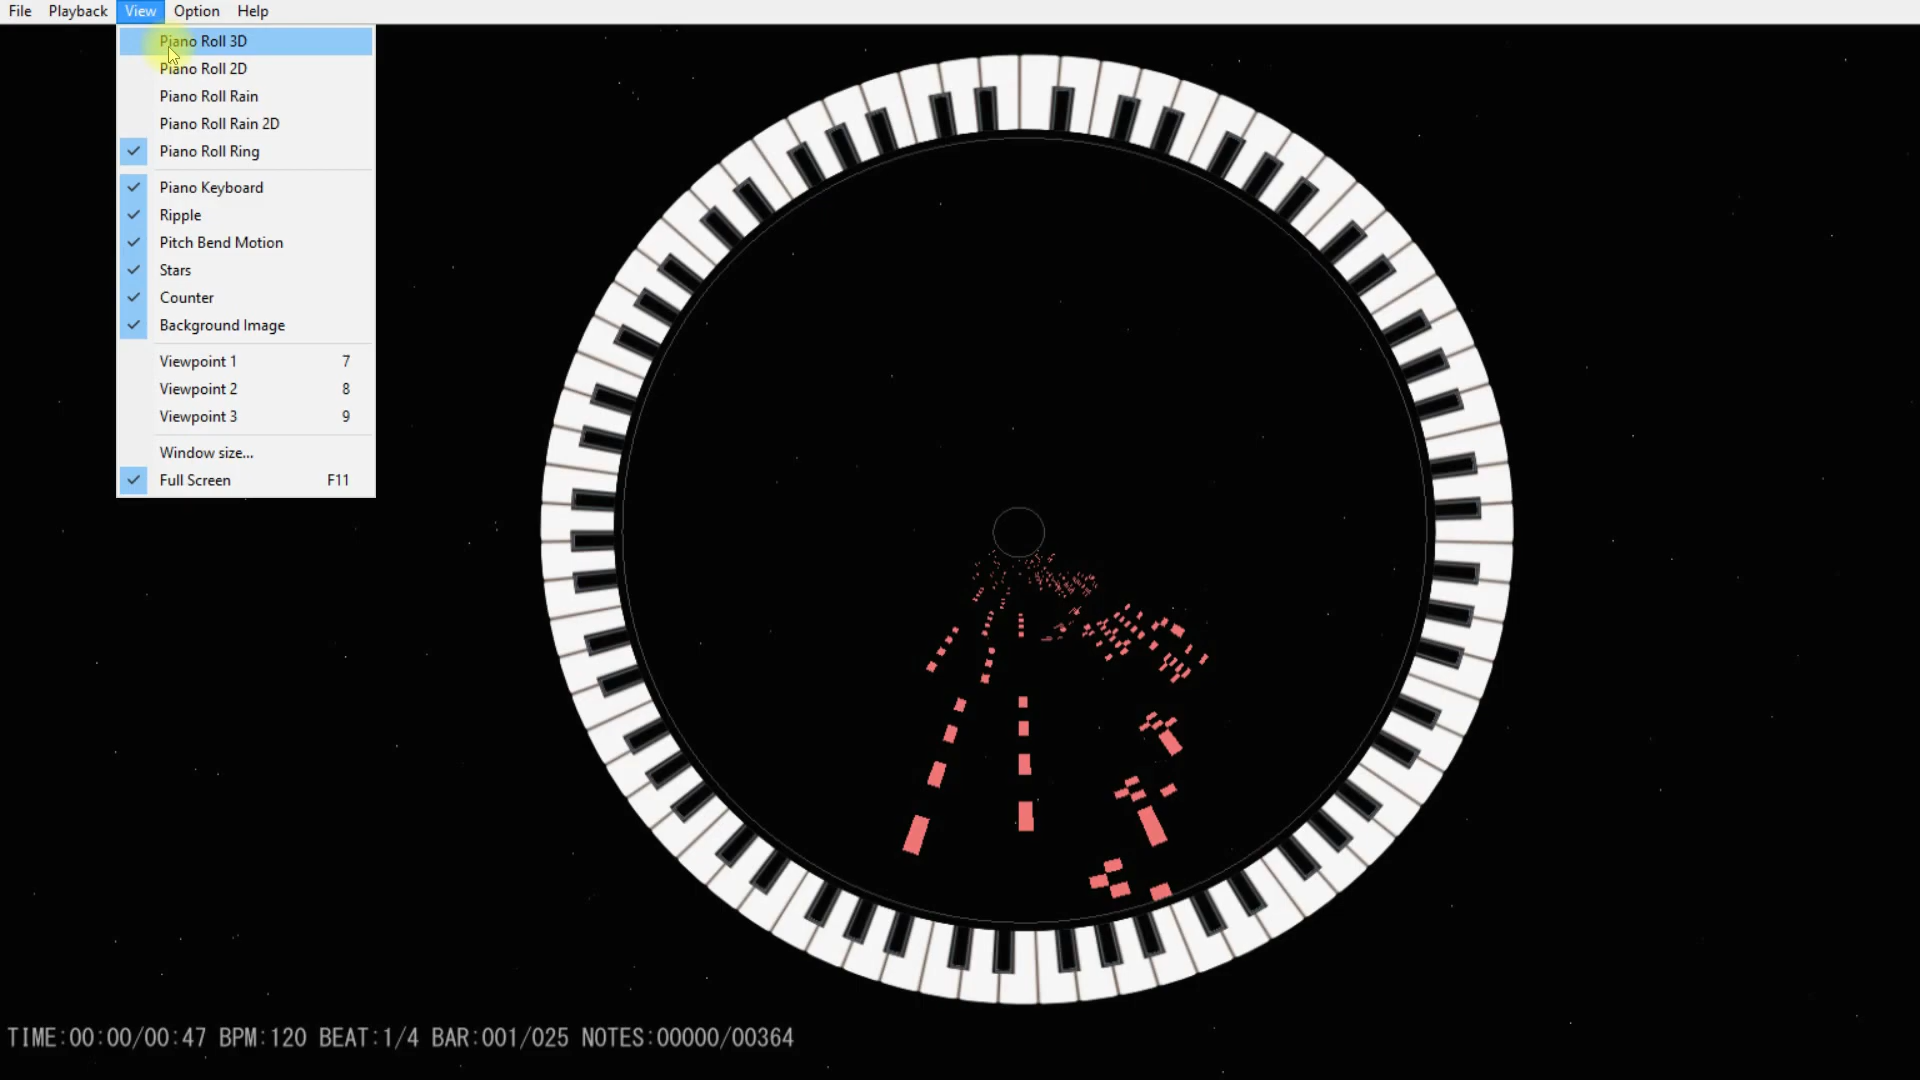 File Playback View Option Help
Piano Roll 3D
Piano Roll 2D
Piano Roll Rain
Piano Roll Rain 2D
Piano Roll Ring
Piano Keyboard
Ripple
Pitch Bend Motion
Stars
Counter
Background Image
Viewpoint 1 7
Viewpoint 2 8
Viewpoint 3 9
Window size...
Full Screen F11
TIME:00:00/00:47 BPM:120 BEAT:1/4 BAR:001/025 NOTES:00000/00364